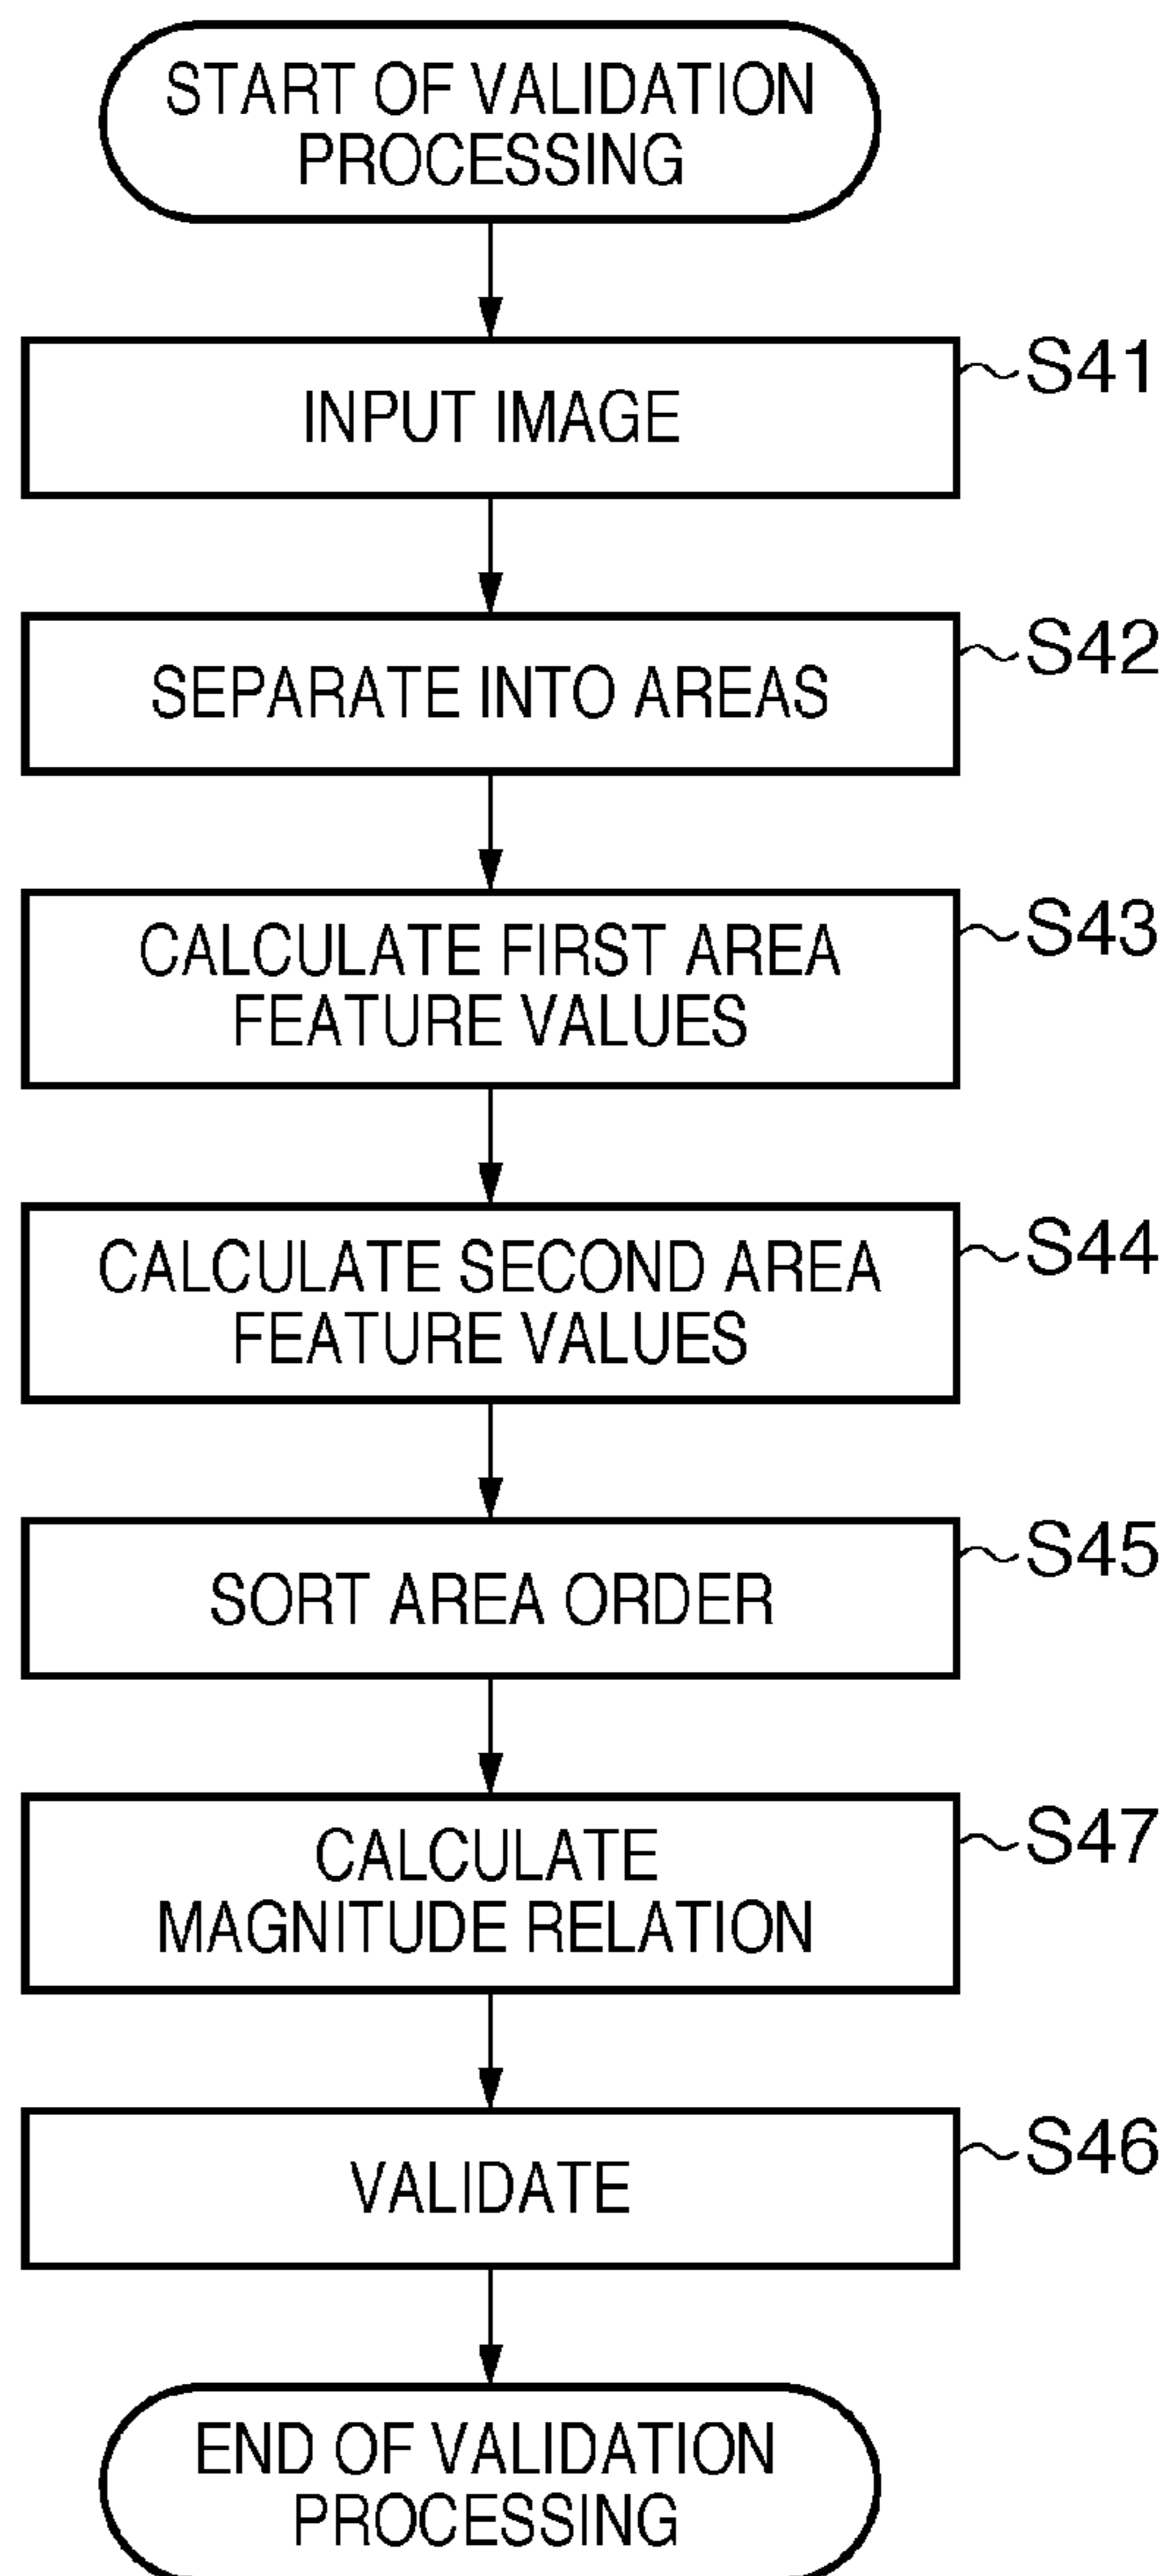 START OF VALIDATION
PROCESSING
INPUT IMAGE
S41
SEPARATE INTO AREAS
S42
CALCULATE FIRST AREA
FEATURE VALUES
S43
CALCULATE SECOND AREA
FEATURE VALUES
S44
SORT AREA ORDER
S45
CALCULATE
MAGNITUDE RELATION
S47
VALIDATE
S46
END OF VALIDATION
PROCESSING